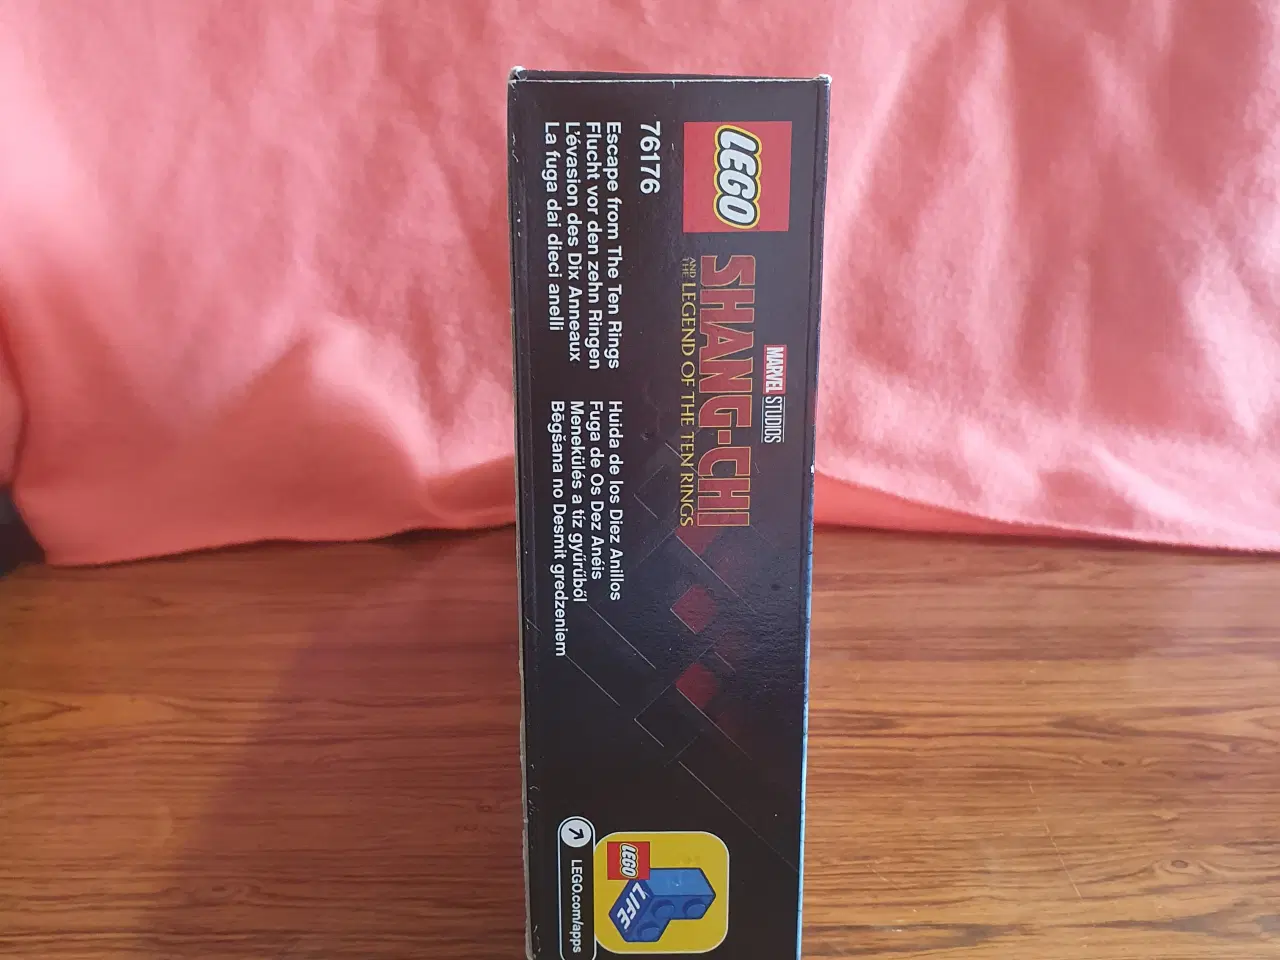 LEGO
MARVEL STUDIOS
SHANG-CHI
AND THE LEGEND OF THE TEN RINGS
76176
Escape from The Ten Rings
Flucht vor den zehn Ringen
L'évasion des Dix Anneaux
La fuga dai dieci anelli
Huida de los Diez Anillos
Fuga de Os Dez Anéis
Menekülés a tíz gyűrűből
Bēgšana no Desmit gredzeniem
LEGO
LIFE
LEGO.com/apps